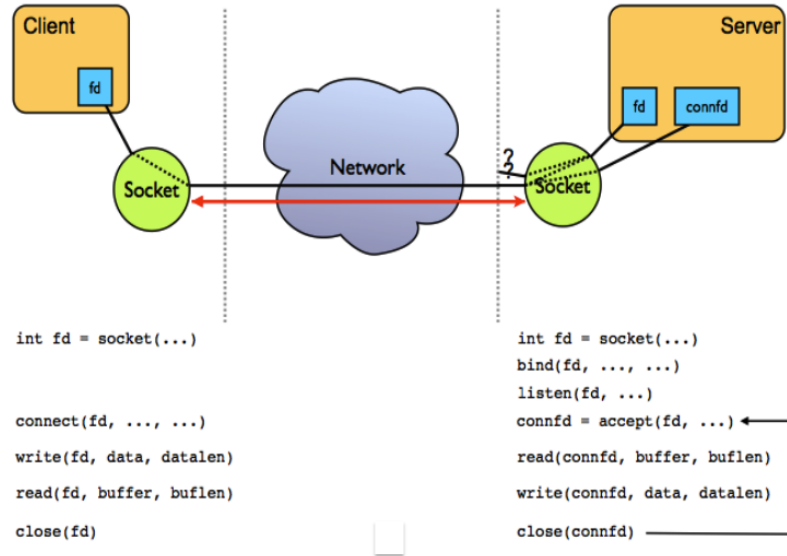 Client
Server
fd
fd
connfd
?
?
Network
Socket
Socket
int fd = socket(...)
int fd = socket(...)
bind(fd, ..., ...)
listen(fd, ...)
connect(fd, ..., ...)
connfd = accept(fd, ...)
write(fd, data, datalen)
read(connfd, buffer, buflen)
read(fd, buffer, buflen)
write(connfd, data, datalen)
close(fd)
close(connfd)